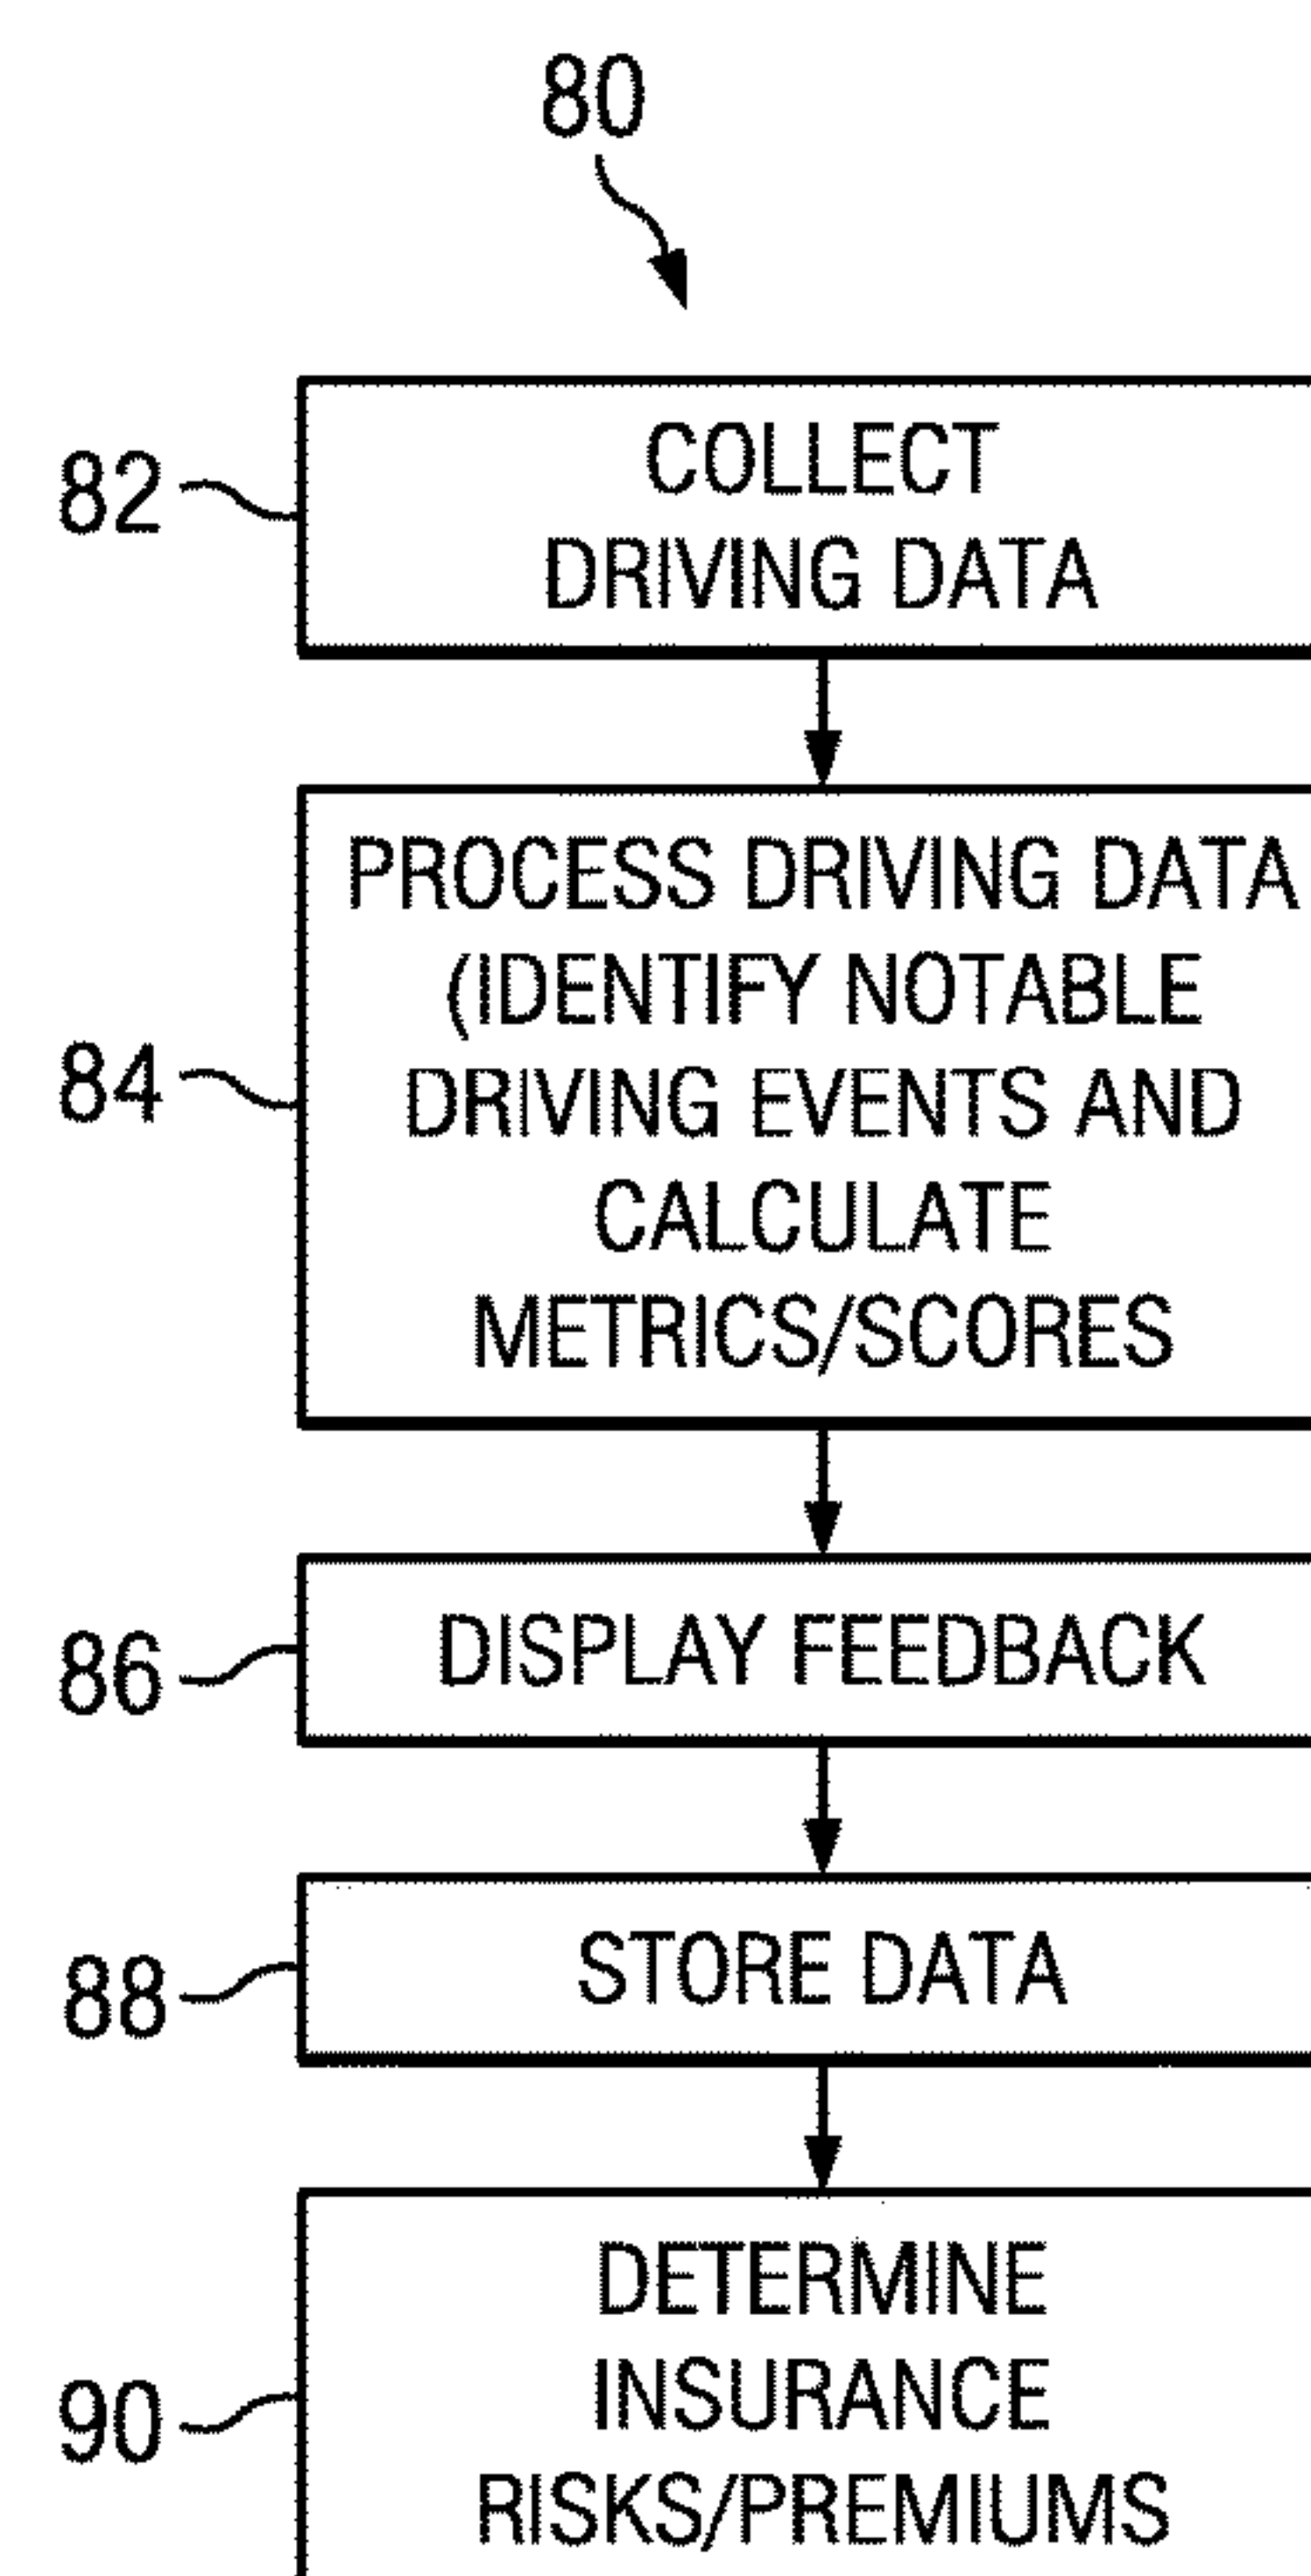 80
82
COLLECT
DRIVING DATA
84
PROCESS DRIVING DATA
(IDENTIFY NOTABLE
DRIVING EVENTS AND
CALCULATE
METRICS/SCORES
86
DISPLAY FEEDBACK
88
STORE DATA
90
DETERMINE
INSURANCE
RISKS/PREMIUMS